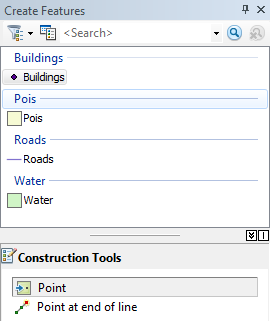 Create Features
<Search>
Buildings
Buildings
Pois
Pois
Roads
Roads
Water
Water
Construction Tools
Point
Point at end of line